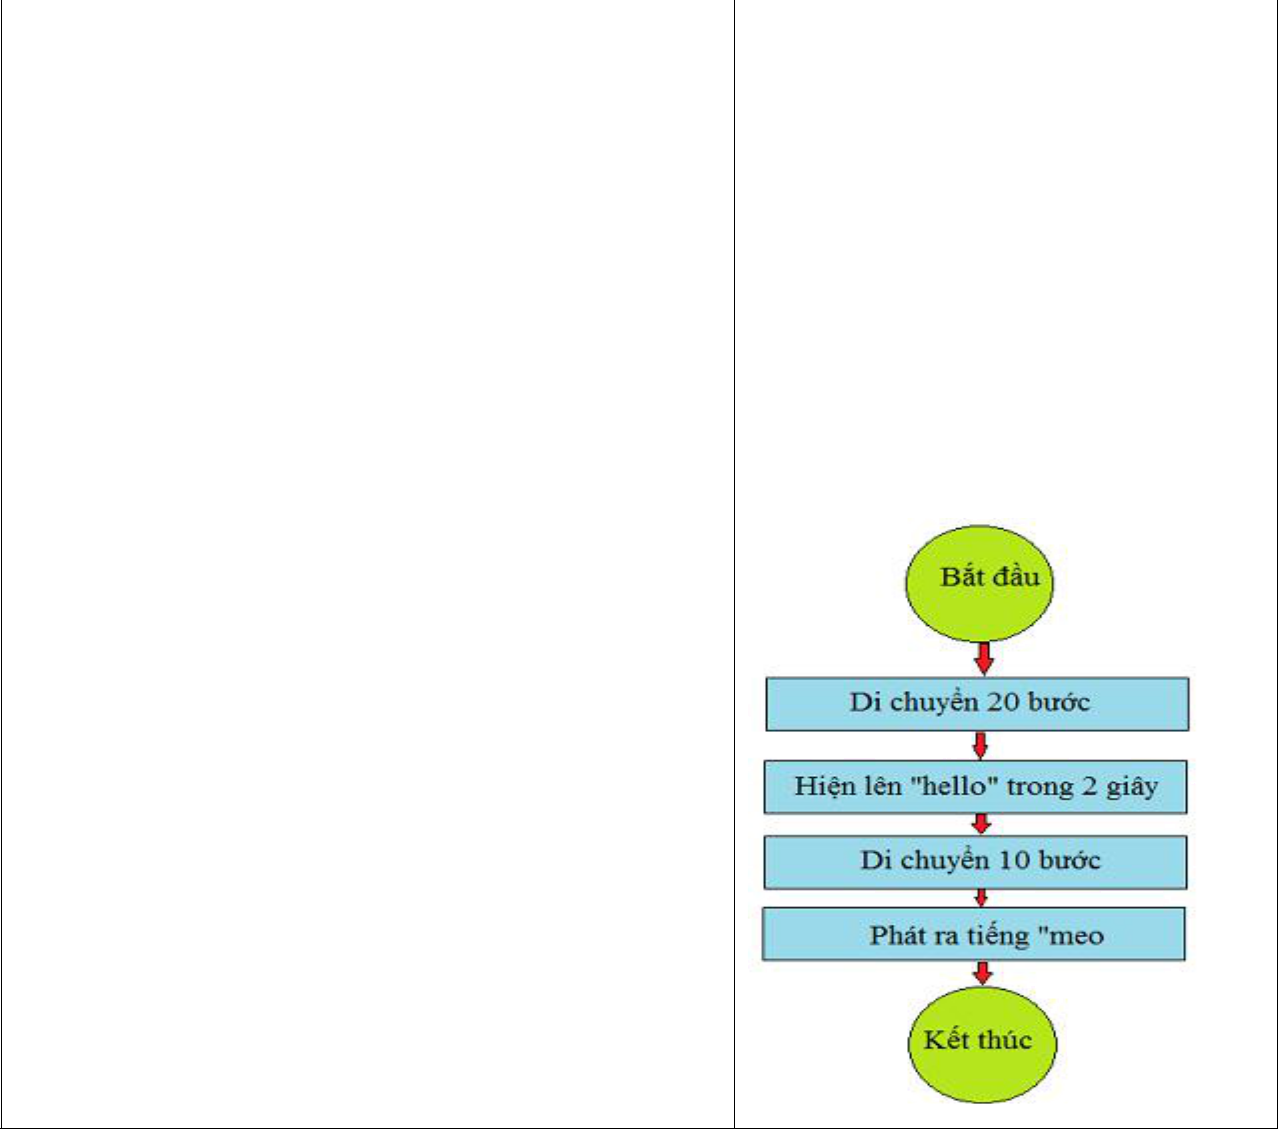 Bắt đầu
Di chuyển 20 bước
Hiện lên "hello" trong 2 giây
Di chuyển 10 bước
Phát ra tiếng "meo
Kết thúc